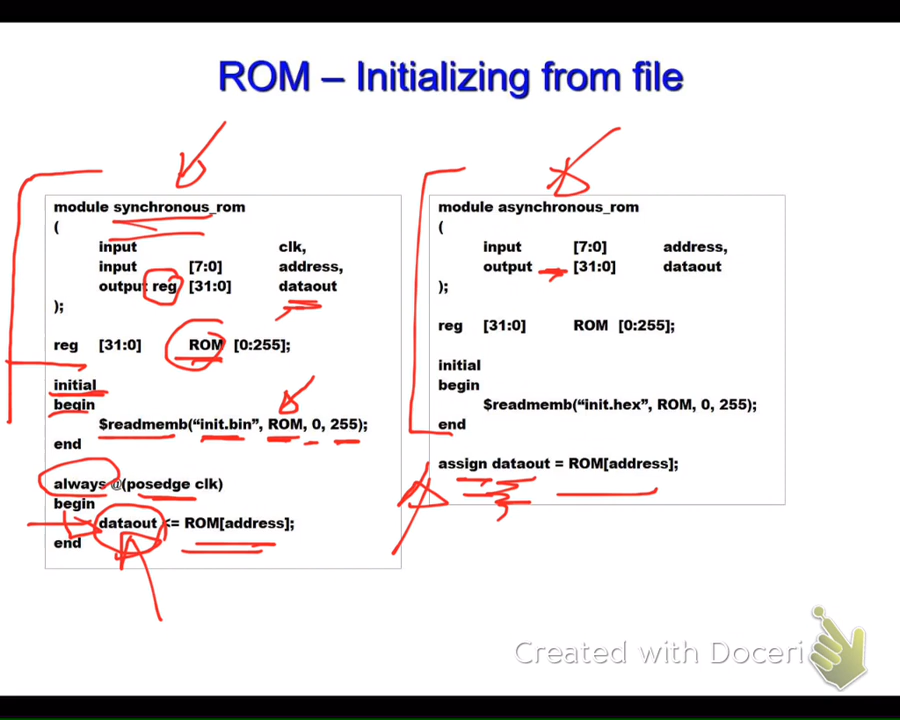 ROM – Initializing from file
module synchronous_rom
(
input clk,
input [7:0] address,
output reg [31:0] dataout
);
reg [31:0] ROM [0:255];
initial
begin
$readmemb(“init.bin”, ROM, 0, 255);
end
always @(posedge clk)
begin
dataout <= ROM[address];
end
module asynchronous_rom
(
input [7:0] address,
output [31:0] dataout
);
reg [31:0] ROM [0:255];
initial
begin
$readmemb(“init.hex”, ROM, 0, 255);
end
assign dataout = ROM[address];
Created with Doceri